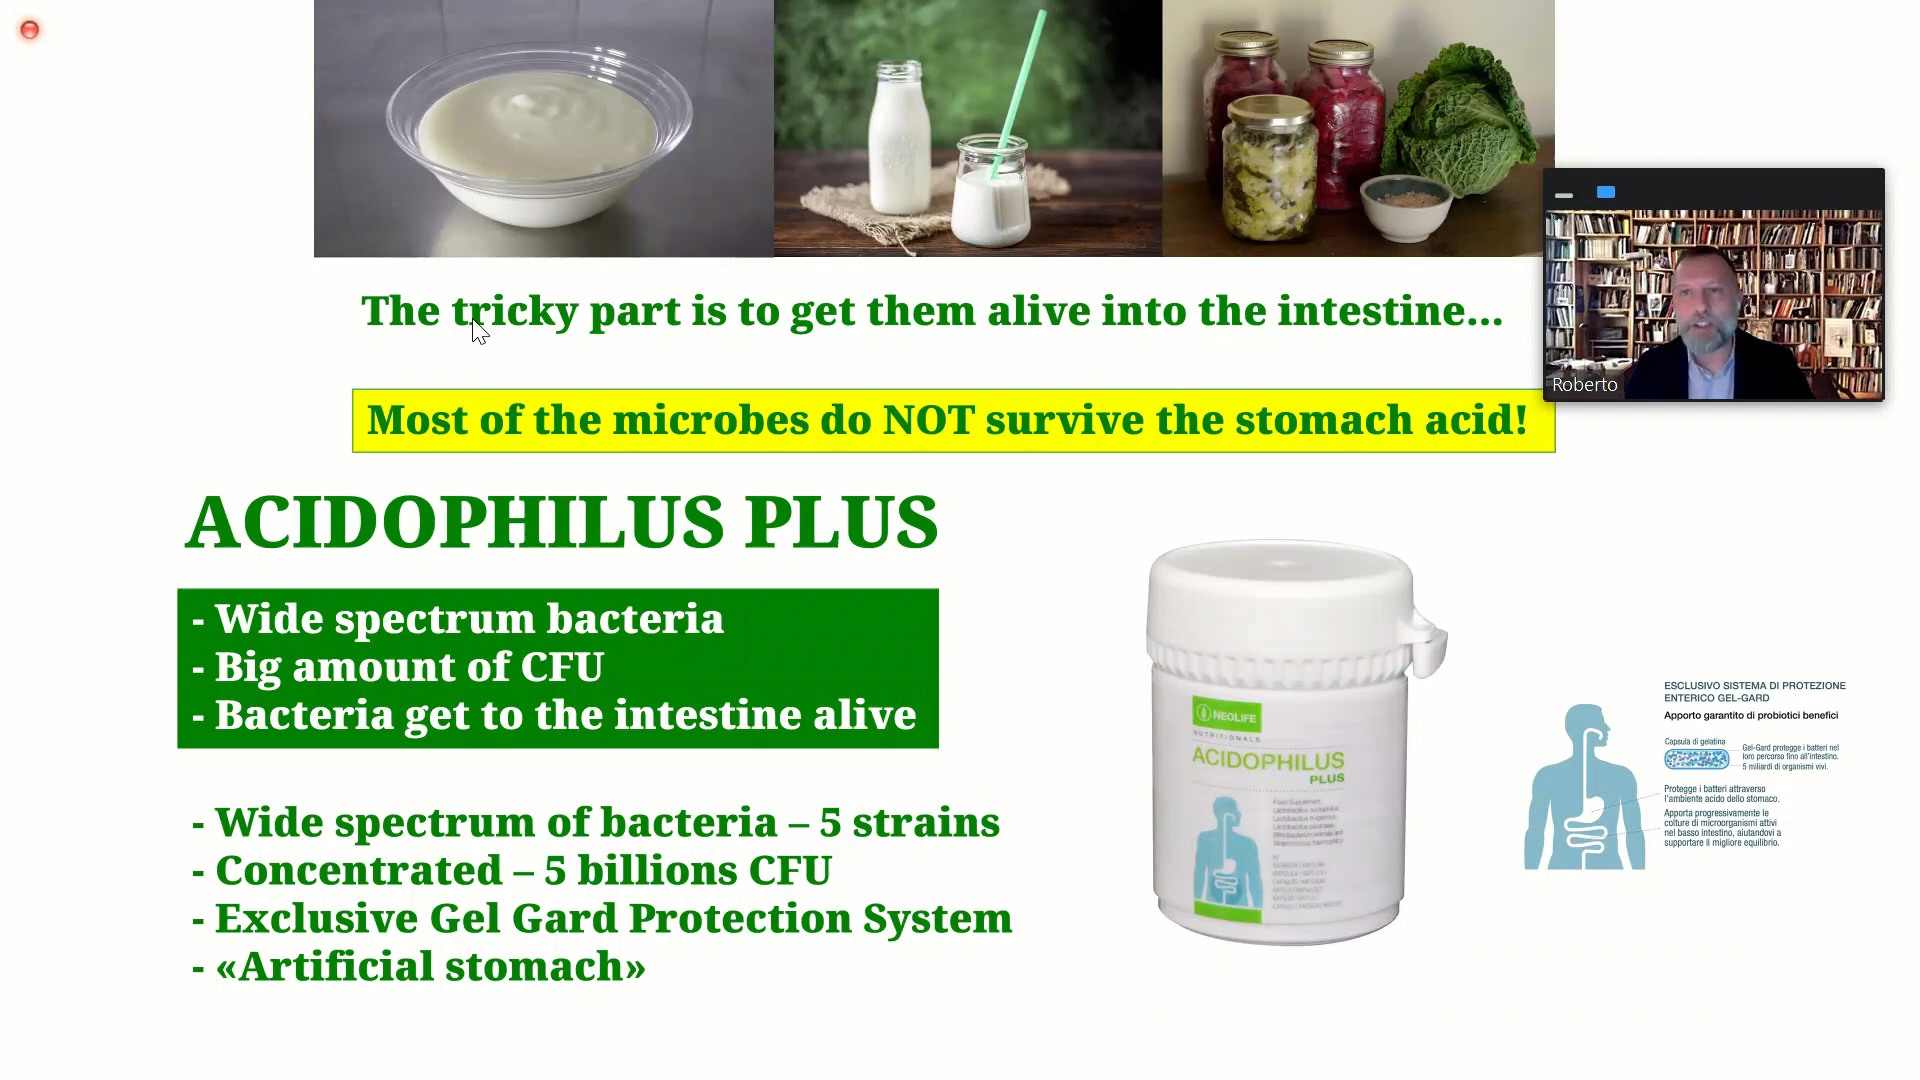 The tricky part is to get them alive into the intestine...
Roberto
Most of the microbes do NOT survive the stomach acid!
ACIDOPHILUS PLUS
- Wide spectrum bacteria
- Big amount of CFU
- Bacteria get to the intestine alive
- Wide spectrum of bacteria – 5 strains
- Concentrated – 5 billions CFU
- Exclusive Gel Gard Protection System
- «Artificial stomach»
NEOLIFE
NUTRITIONALS
ACIDOPHILUS
PLUS
Food Supplement
Lactobacillus acidophilus
ESCLUSIVO SISTEMA DI PROTEZIONE
ENTERICO GEL-GARD
Apporto garantito di probiotici benefici
Capsula di gelatina
Gel-Gard protegge i batteri nel
loro percorso fino all'intestino.
5 miliardi di organismi vivi.
Protegge i batteri attraverso
l'ambiente acido dello stomaco.
Apporta progressivamente le
colture di microorganismi attivi
nel basso intestino, aiutandovi a
supportare il migliore equilibrio.